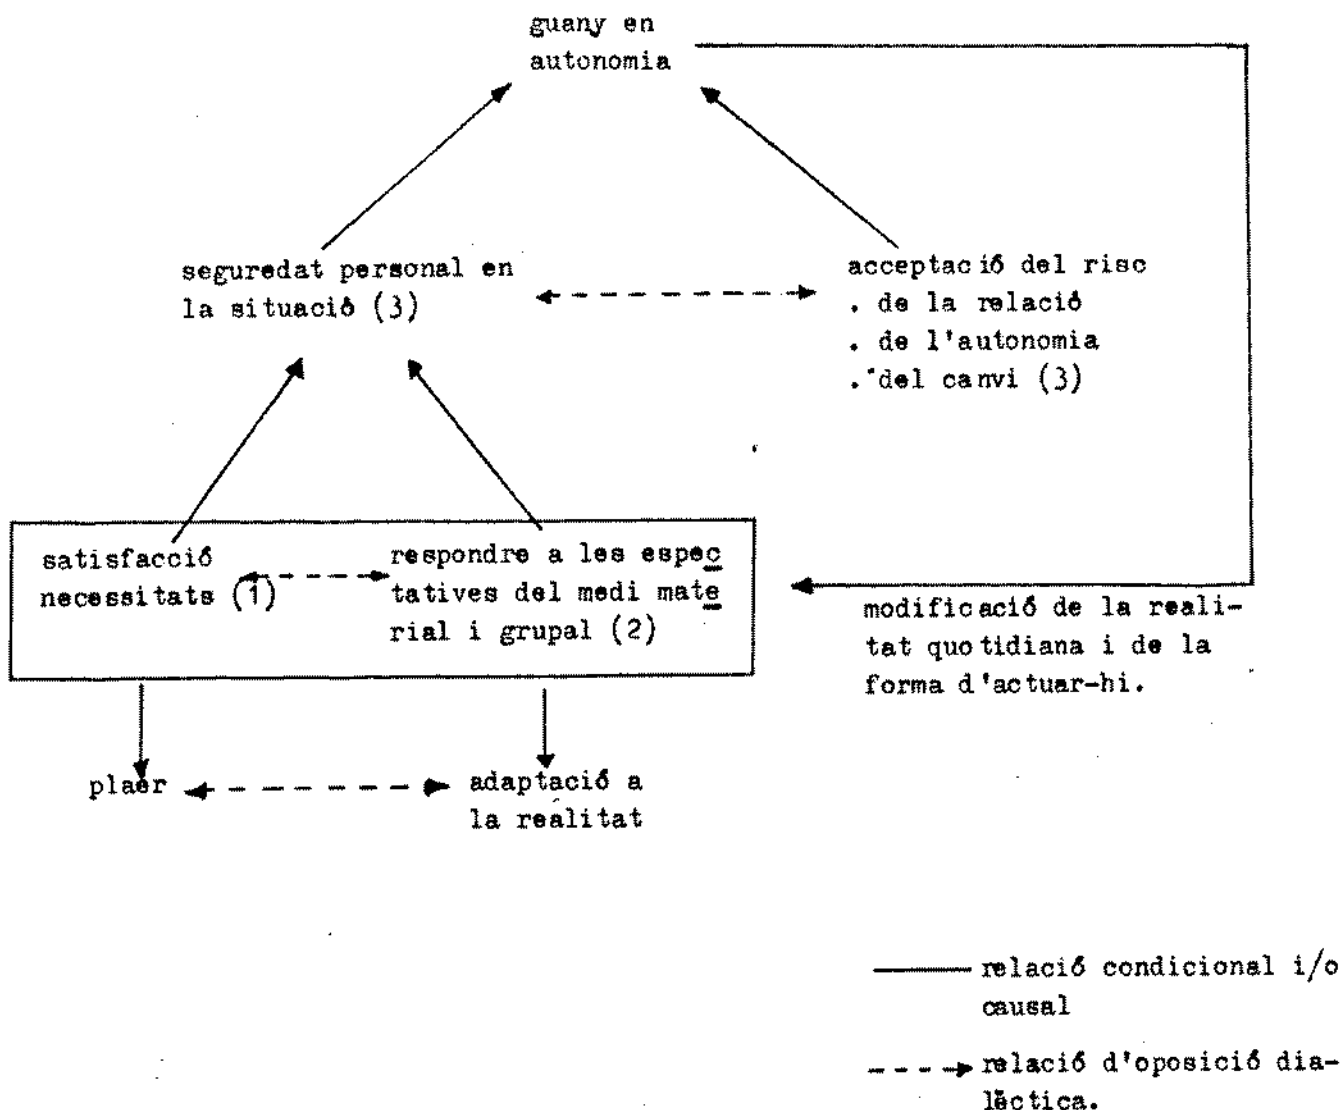 guany en
autonomia
seguredat personal en
la situació (3)
acceptació del risc
. de la relació
. de l'autonomia
. del canvi (3)
satisfacció
necessitats (1)
respondre a les espec
tatives del medi mate
rial i grupal (2)
modificació de la reali-
tat quotidiana i de la
forma d'actuar-hi.
plaer
adaptació a
la realitat
relació condicional i/o
causal
relació d'oposició dia-
lèctica.